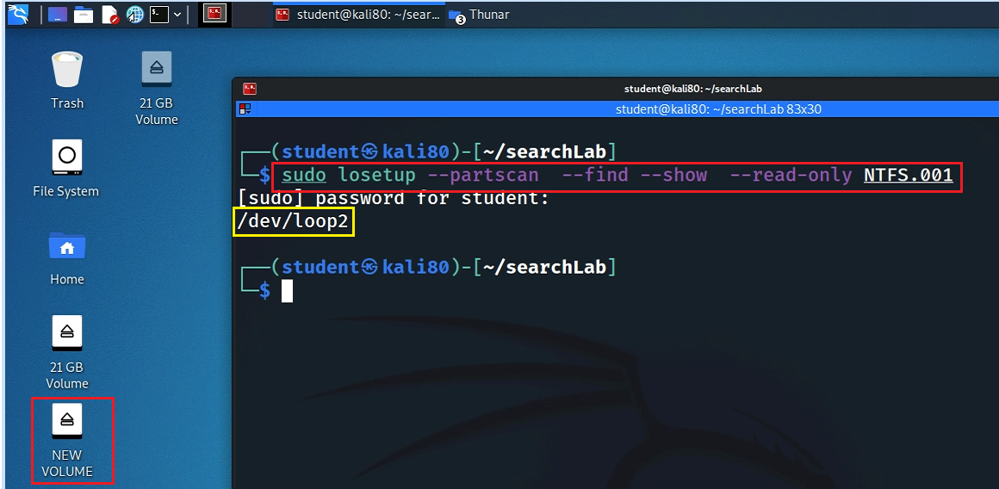 student@kali80: ~/sear...
3 Thunar
Trash
21 GB
Volume
File System
Home
21 GB
Volume
NEW
VOLUME
student@kali80: ~/searchLab
student@kali80: ~/searchLab 83x30
┌──(student㉿kali80)-[~/searchLab]
└─$ sudo losetup --partscan  --find --show  --read-only NTFS.001
[sudo] password for student:
/dev/loop2
┌──(student㉿kali80)-[~/searchLab]
└─$